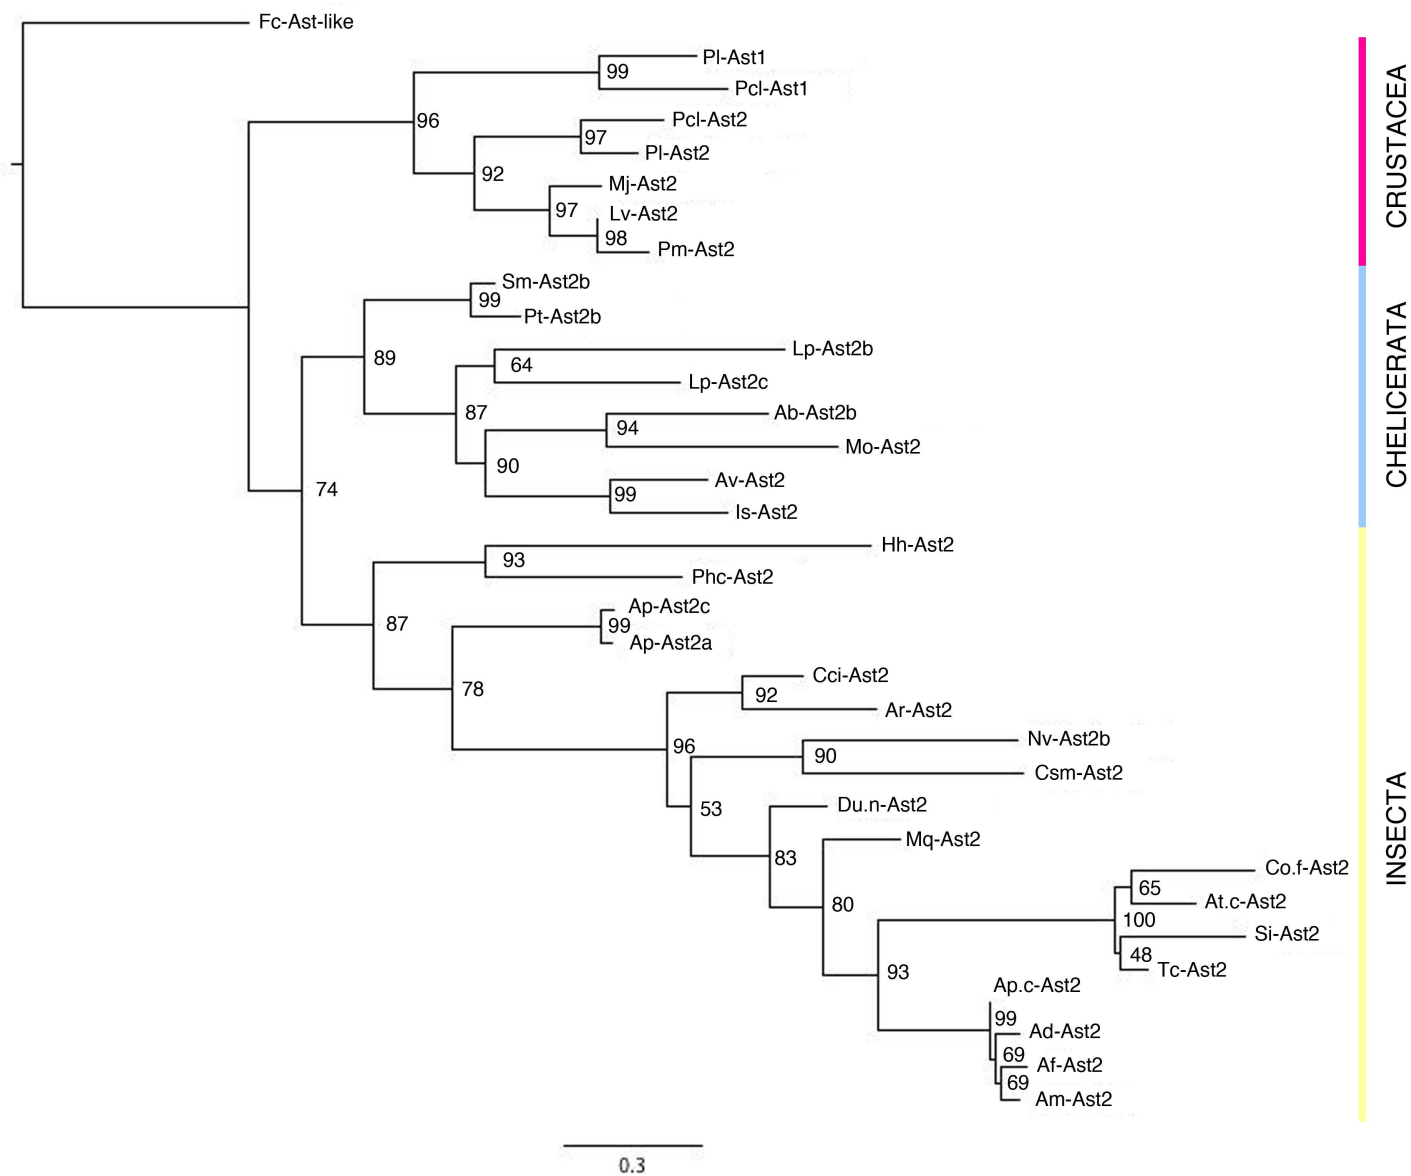 Fc-Ast-like
Pl-Ast1
99
Pcl-Ast1
96
Pcl-Ast2
97
Pl-Ast2
92
Mj-Ast2
97
Lv-Ast2
98
Pm-Ast2
CRUSTACEA
Sm-Ast2b
99
Pt-Ast2b
89
Lp-Ast2b
64
Lp-Ast2c
87
Ab-Ast2b
94
Mo-Ast2
90
Av-Ast2
99
Is-Ast2
CHELICERATA
74
Hh-Ast2
93
Phc-Ast2
87
Ap-Ast2c
99
Ap-Ast2a
78
Cci-Ast2
92
Ar-Ast2
96
Nv-Ast2b
90
Csm-Ast2
53
Du.n-Ast2
83
Mq-Ast2
80
Co.f-Ast2
65
At.c-Ast2
100
Si-Ast2
48
Tc-Ast2
93
Ap.c-Ast2
99
Ad-Ast2
69
Af-Ast2
69
Am-Ast2
INSECTA
0.3